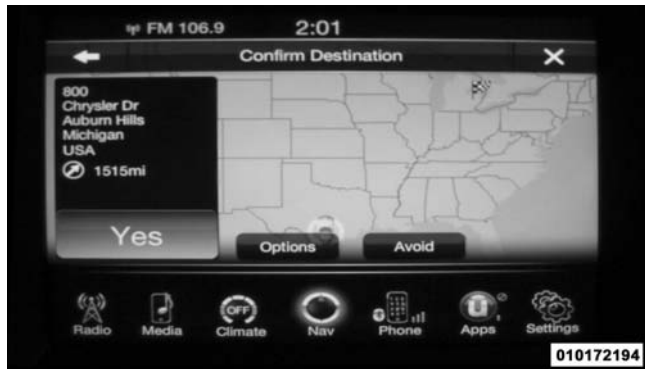 FM 106.9 2:01
Confirm Destination
800
Chrysler Dr
Auburn Hills
Michigan
USA
1515mi
Yes
Options Avoid
OFF
Radio Media Climate Nav Phone Apps Settings
010172194